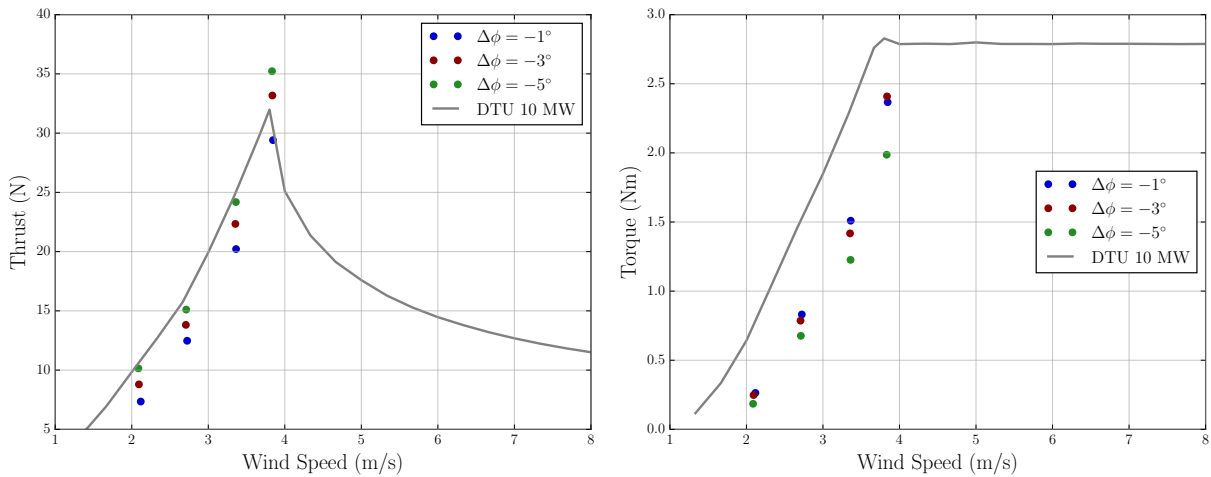 40
35
30
25
20
15
10
5
Thrust (N)
1 2 3 4 5 6 7 8
Wind Speed (m/s)
Δϕ = −1°
Δϕ = −3°
Δϕ = −5°
DTU 10 MW
3.0
2.5
2.0
1.5
1.0
0.5
0.0
Torque (Nm)
1 2 3 4 5 6 7 8
Wind Speed (m/s)
Δϕ = −1°
Δϕ = −3°
Δϕ = −5°
DTU 10 MW